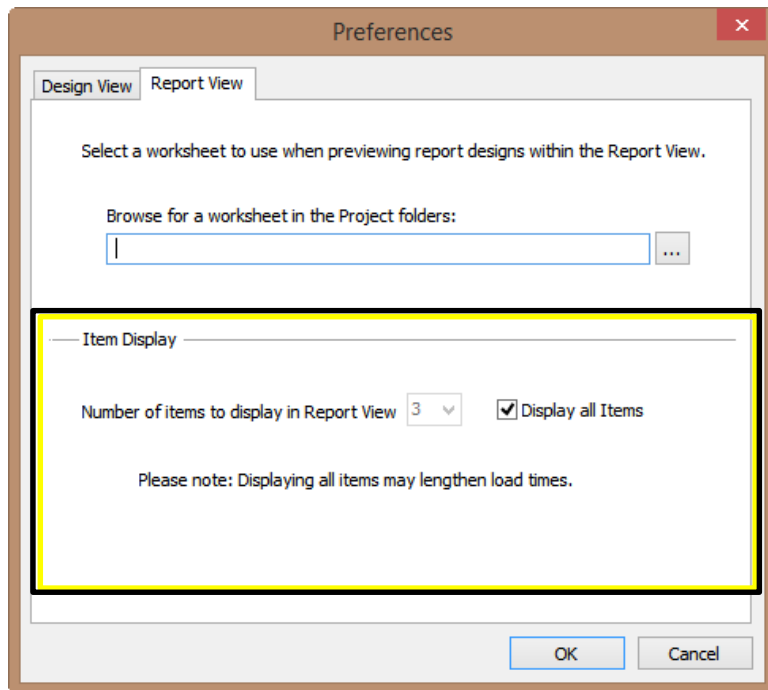 Preferences
Design View Report View
Select a worksheet to use when previewing report designs within the Report View.
Browse for a worksheet in the Project folders:
...
Item Display
Number of items to display in Report View 3 Display all Items
Please note: Displaying all items may lengthen load times.
OK Cancel